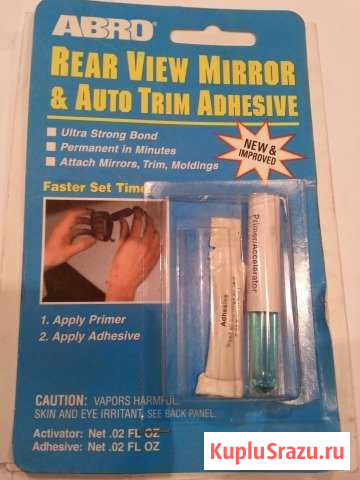 ABRO
REAR VIEW MIRROR
& AUTO TRIM ADHESIVE
Ultra Strong Bond
Permanent in Minutes
Attach Mirrors, Trim, Moldings
NEW &
IMPROVED
Faster Set Time
Adhesive
Primer/Accelerator
1. Apply Primer
2. Apply Adhesive
CAUTION: VAPORS HARMFUL.
SKIN AND EYE IRRITANT, SEE BACK PANEL.
Activator: Net .02 FL OZ
Adhesive: Net .02 FL OZ
KupluSrazu.ru